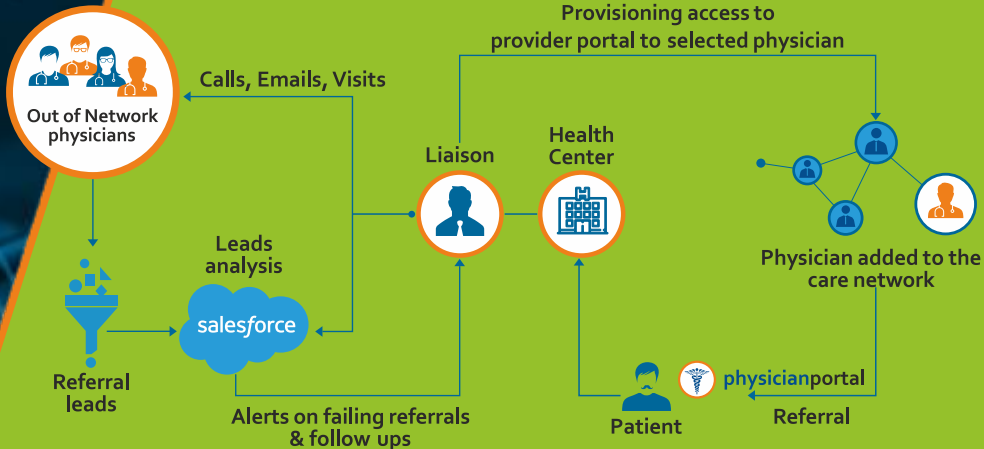 Provisioning access to
provider portal to selected physician
Out of Network
physicians
Calls, Emails, Visits
Liaison
Health
Center
Leads
analysis
salesforce
Physician added to the
care network
Referral
leads
Alerts on failing referrals
& follow ups
Patient
physicianportal
Referral